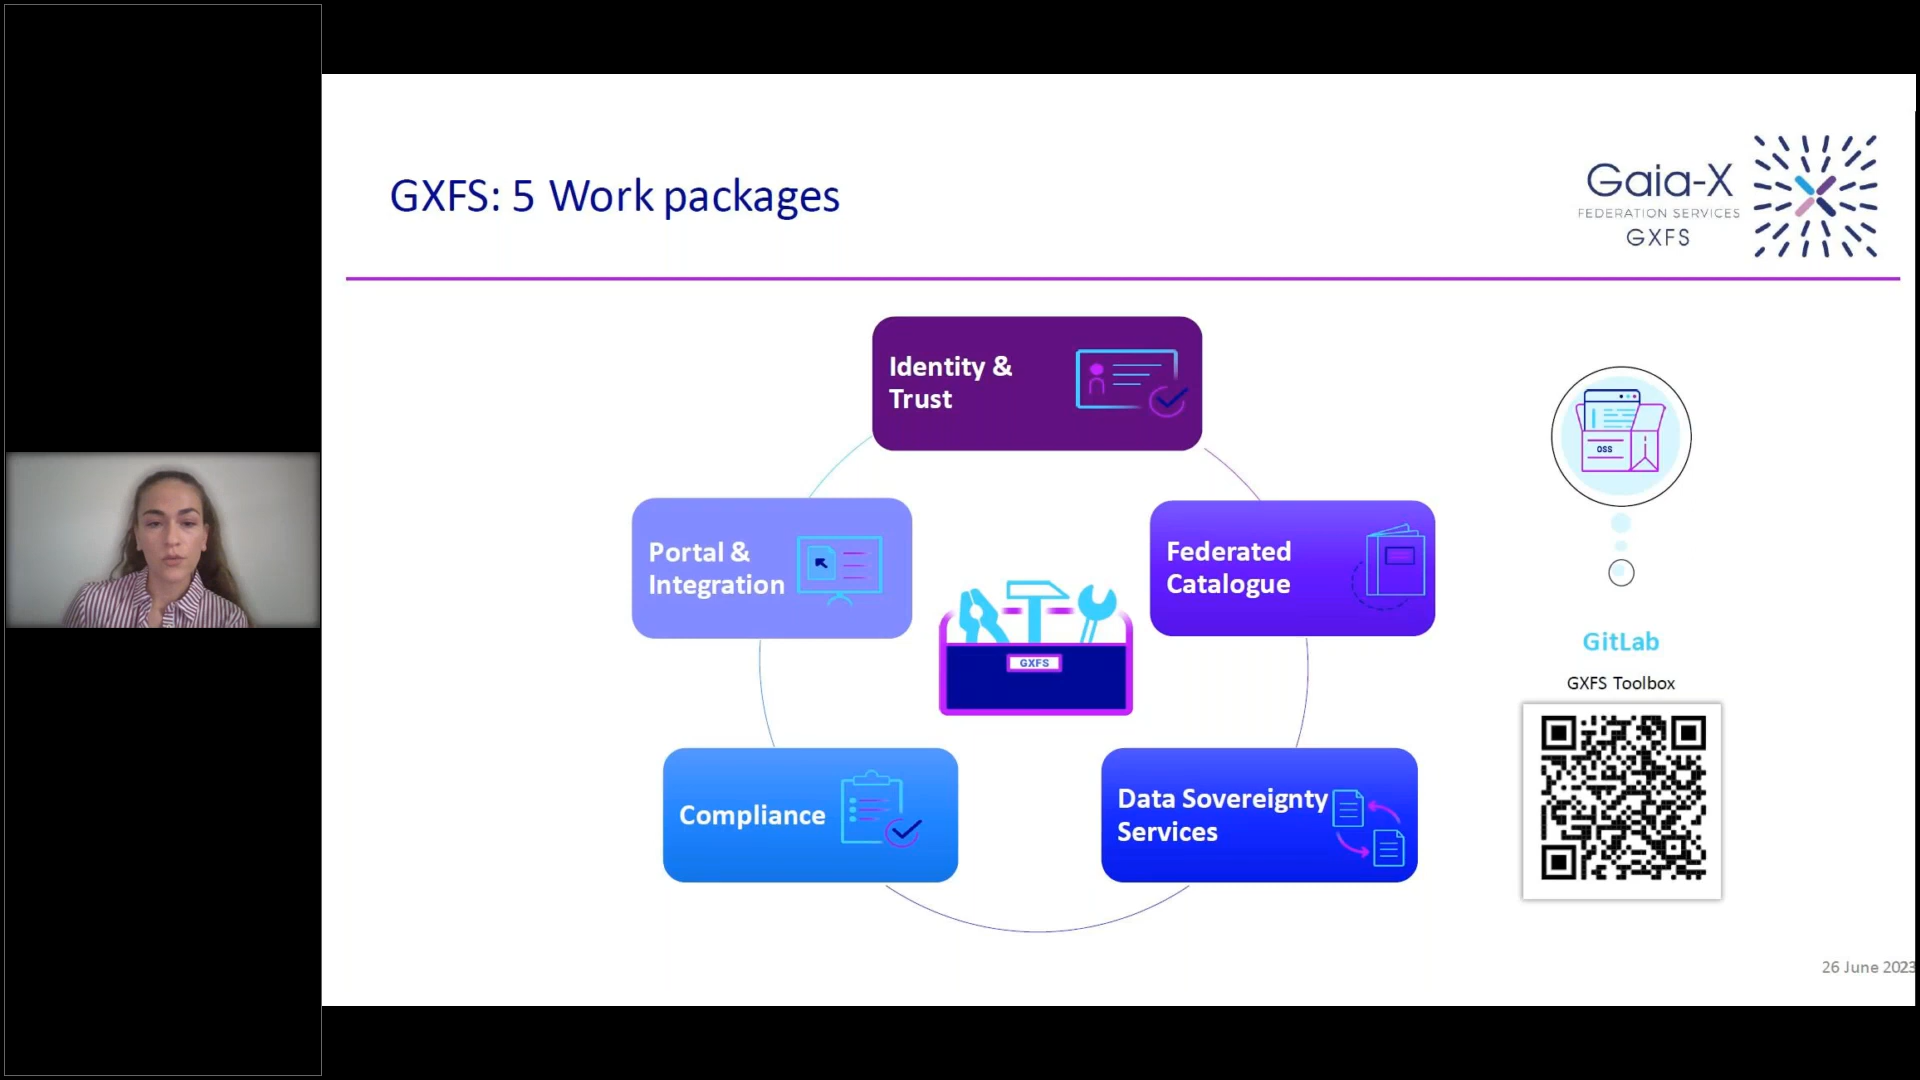 GXFS: 5 Work packages
Gaia-X
FEDERATION SERVICES
GXFS
Identity &
Trust
Portal &
Integration
Federated
Catalogue
GXFS
Compliance
Data Sovereignty
Services
OSS
GitLab
GXFS Toolbox
26 June 2023